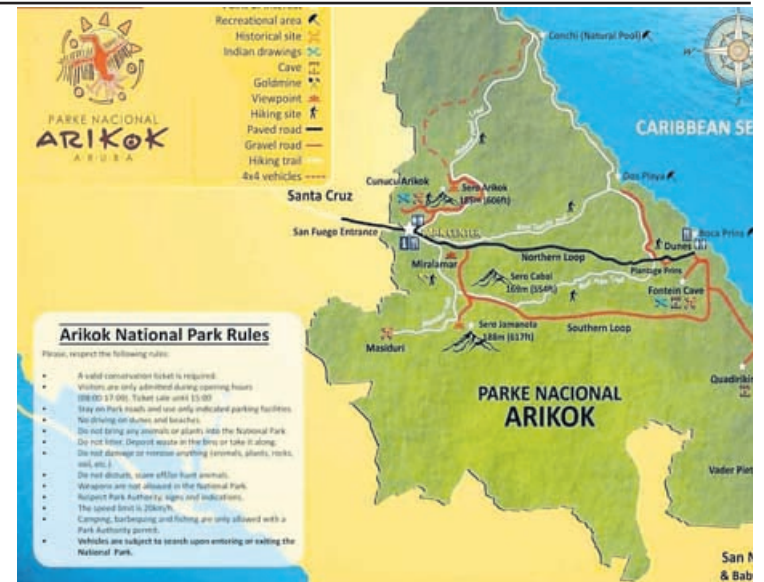 Recreational area
Historical site
Indian drawings
Cave
Goldmine
Viewpoint
Hiking site
Paved road
Gravel road
Hiking trail
4x4 vehicles
PARKE NACIONAL
ARIKOK
ARUBA
Conchi (Natural Pool)
CARIBBEAN SE
Dos Playa
Boca Prins
Dunes
Cunucu Arikok
Sero Arikok
185m (606ft)
Santa Cruz
San Fuego Entrance
Miralamar
Northern Loop
Plantage Prins
Sero Cabai
169m (554ft)
Fontein Cave
Sero Jamanota
188m (617ft)
Southern Loop
Masiduri
Quadiriki
PARKE NACIONAL
ARIKOK
Vader Piet
San N
& Bab
Arikok National Park Rules
Please, respect the following rules:
• A valid conservation ticket is required.
• Visitors are only admitted during opening hours
(08:00-17:00). Ticket sale until 15:00
• Stay on Park roads and use only indicated parking facilities
• No driving on dunes and beaches.
• Do not bring any animals or plants into the National Park
• Do not litter. Deposit waste in the bins or take it along.
• Do not damage or remove anything (animals, plants, rocks,
soil, etc.)
• Do not disturb, scare off/or hunt animals.
• Weapons are not allowed in the National Park.
• Respect Park Authority, signs and indications.
• The speed limit is 20km/h.
• Camping, barbequing and fishing are only allowed with a
Park Authority permit.
• Vehicles are subject to search upon entering or exiting the
National Park.